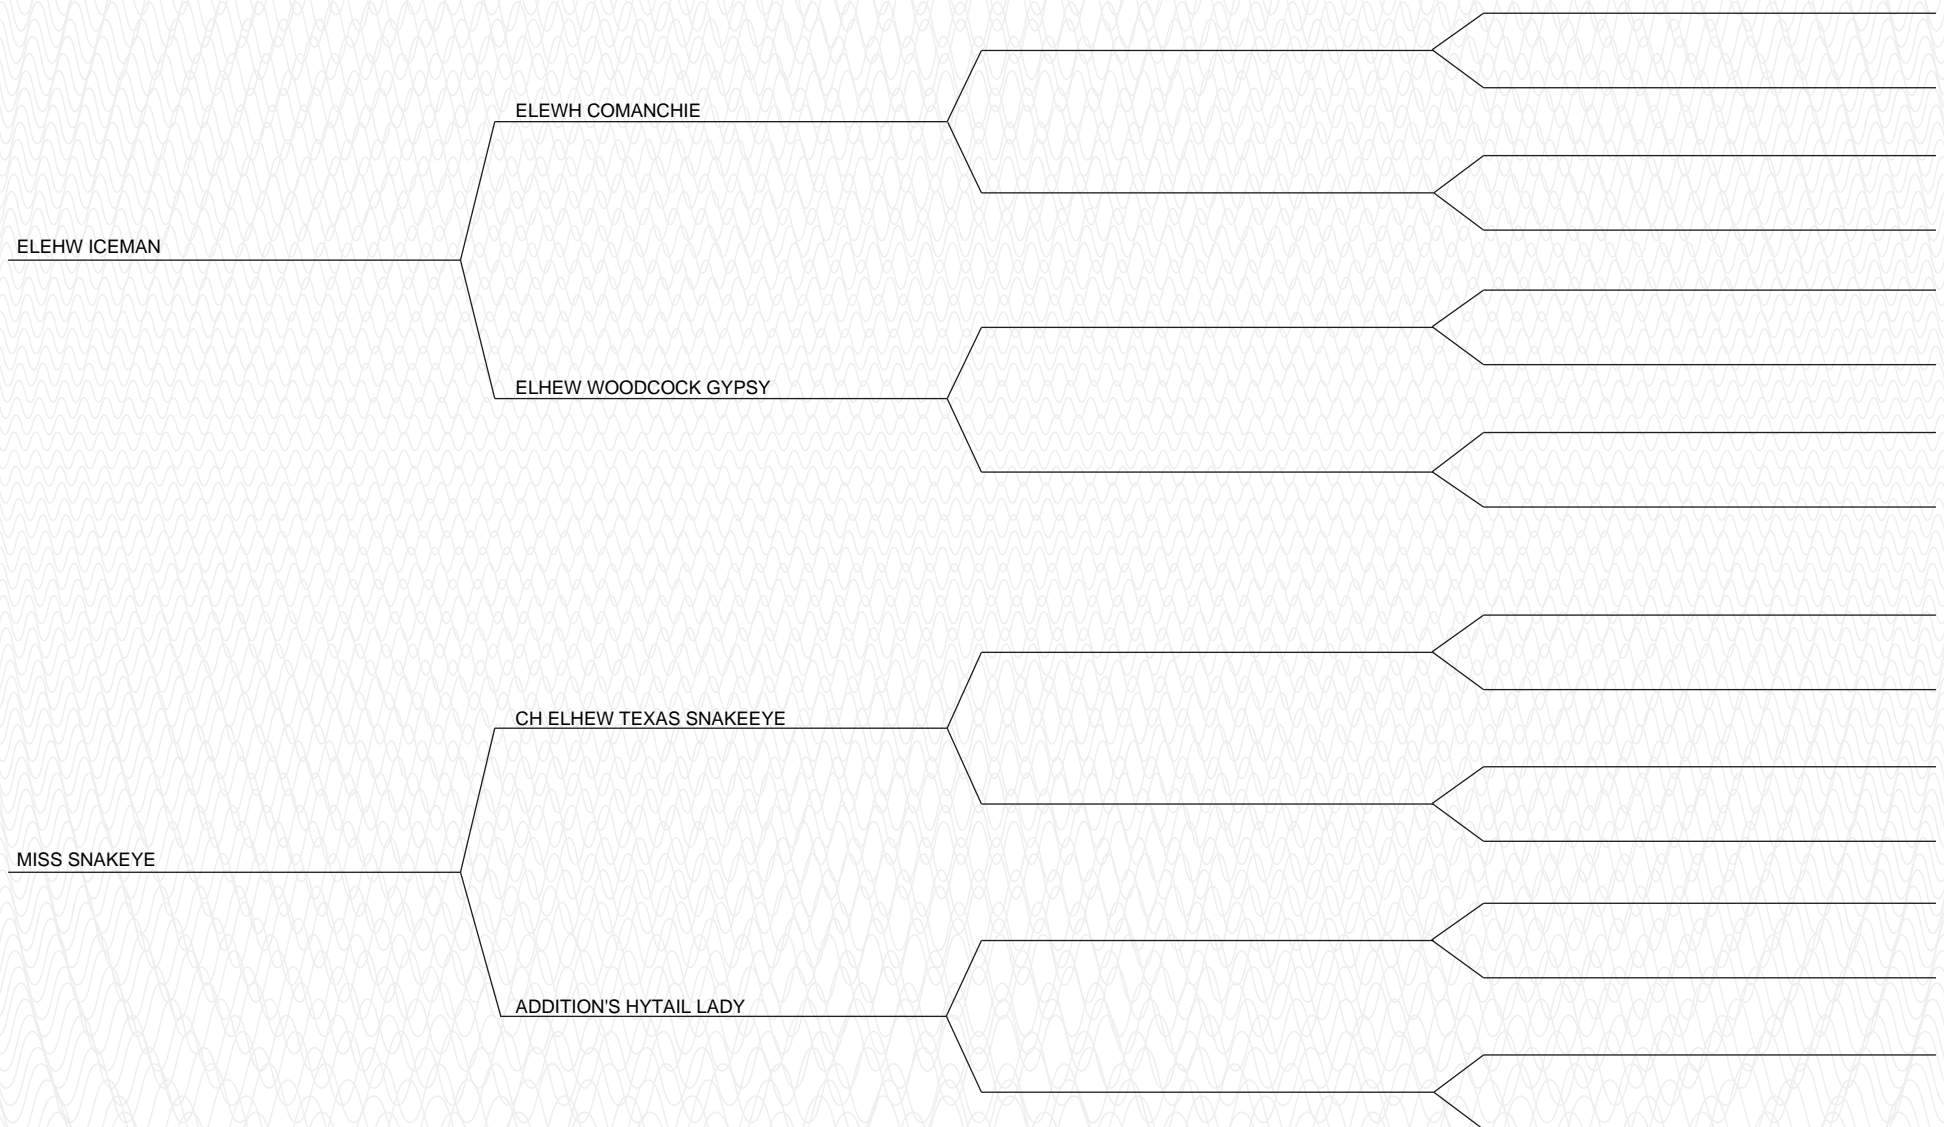 ELEWH COMANCHIE
ELEHW ICEMAN
ELHEW WOODCOCK GYPSY
CH ELHEW TEXAS SNAKEEYE
MISS SNAKEYE
ADDITION'S HYTAIL LADY